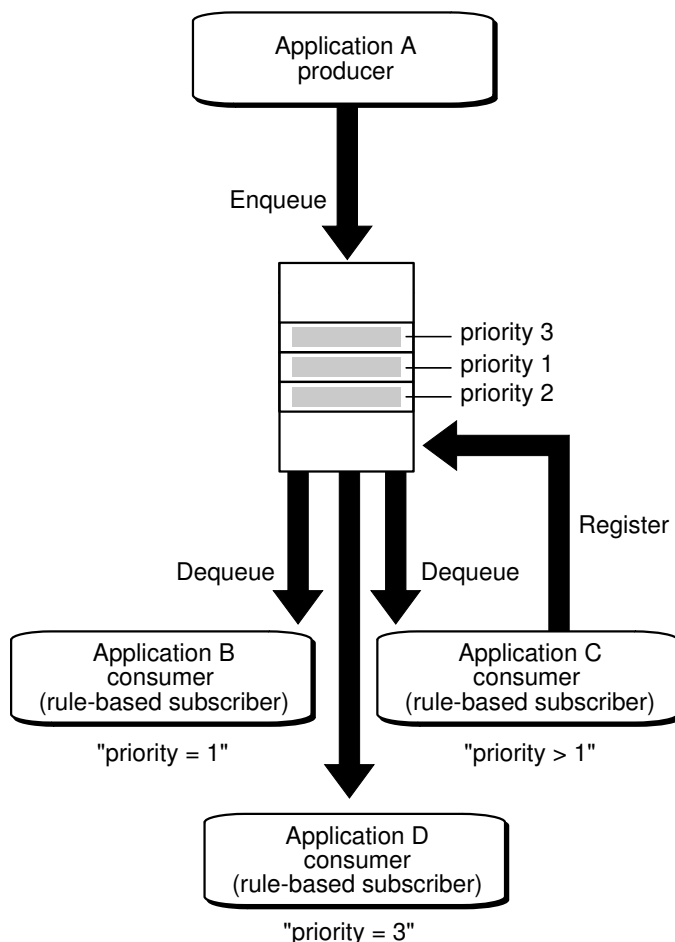 Application A
producer
Enqueue
priority 3
priority 1
priority 2
Register
Dequeue
Dequeue
Application B
consumer
(rule-based subscriber)
"priority = 1"
Application C
consumer
(rule-based subscriber)
"priority > 1"
Application D
consumer
(rule-based subscriber)
"priority = 3"